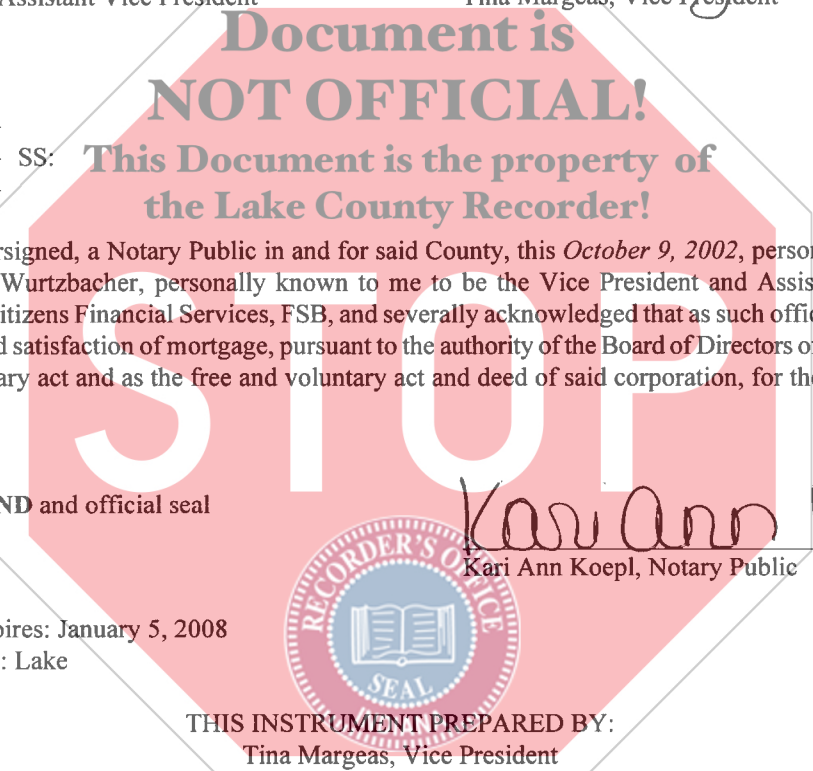 Assistant Vice President Tina Margeas, Vice President
Document is
NOT OFFICIAL!
SS: This Document is the property of
the Lake County Recorder!
rsigned, a Notary Public in and for said County, this October 9, 2002, person
Wurtzbacher, personally known to me to be the Vice President and Assis
itizens Financial Services, FSB, and severally acknowledged that as such offic
d satisfaction of mortgage, pursuant to the authority of the Board of Directors of
ary act and as the free and voluntary act and deed of said corporation, for the
STOP
ND and official seal
Kari Ann
Kari Ann Koepl, Notary Public
RECORDER'S OFFICE
SEAL
INDIANA
pires: January 5, 2008
: Lake
THIS INSTRUMENT PREPARED BY:
Tina Margeas, Vice President